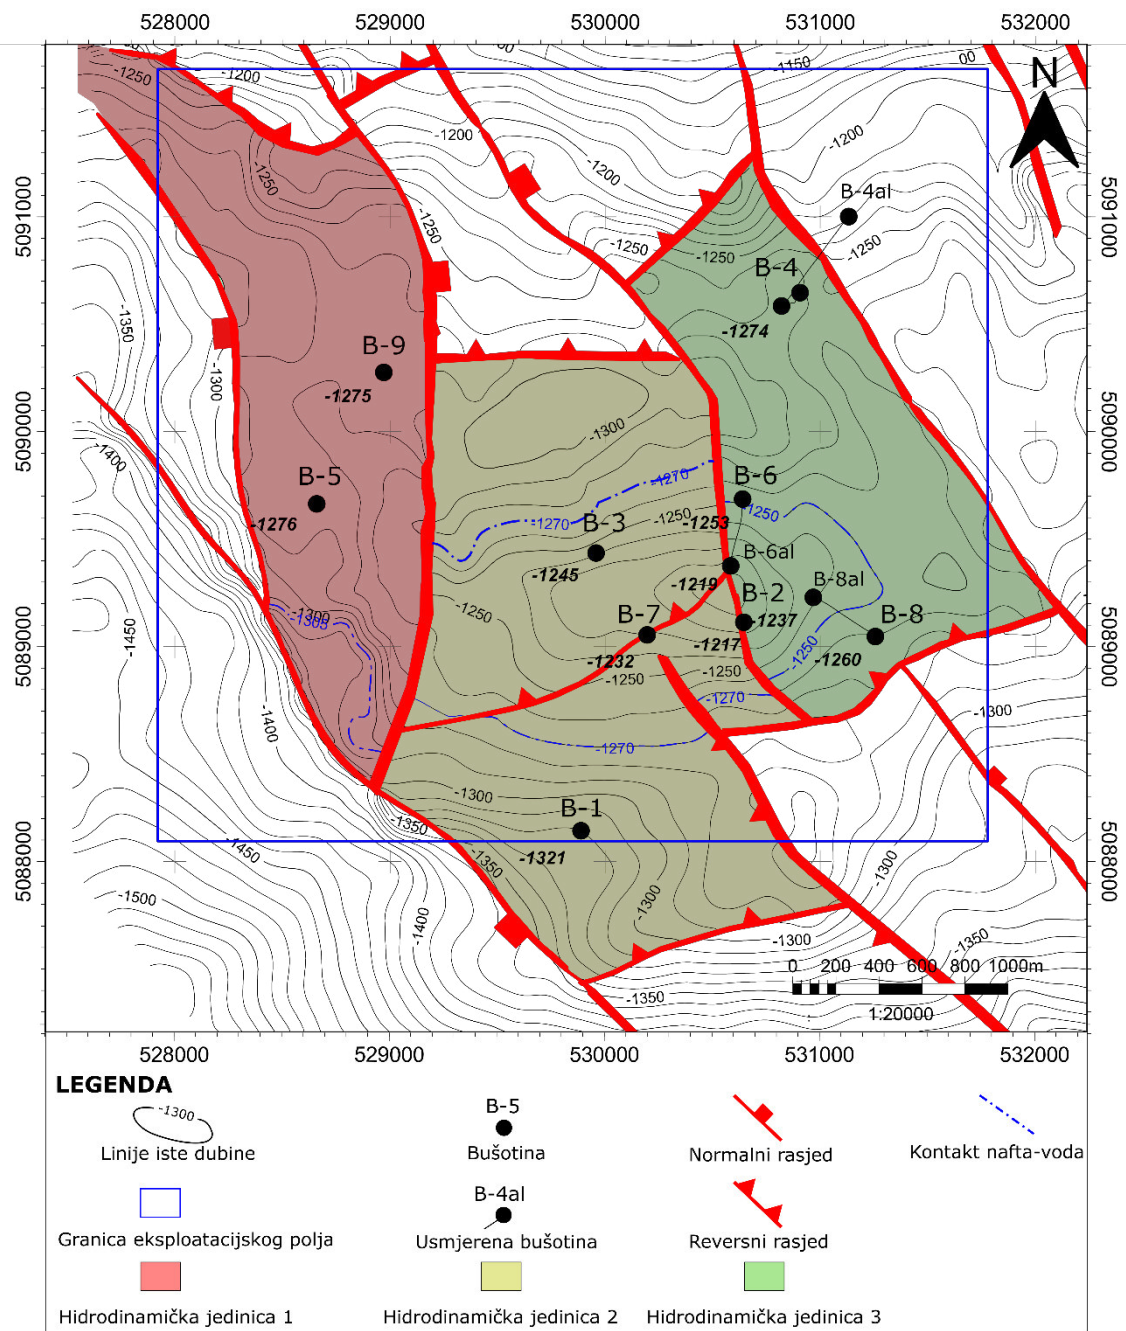 528000 529000 530000 531000 532000
-1250
-1200
00
-1150
00
N
-1200
-1200
-1200
-1250
-1250
B-4al
5091000
5091000
-1250
-1250
-1250
B-4
-1274
-1350
B-9
-1300
-1275
5090000
5090000
-1300
-1400
B-5
-1270
B-6
-1276
-1270
-1250
-1253
-1250
B-3
B-6al
-1245
-1219
B-8al
-1250
B-2
-1300
-1305
B-7
-1237
B-8
-1450
5089000
5089000
-1217
-1232
-1250
-1260
-1250
-1270
-1400
-1300
-1270
-1300
B-1
-1350
-1321
5088000
5088000
-1450
-1350
-1300
-1500
-1300
-1400
-1300
-1350
0 200 400 600 800 1000m
-1350
1:20000
528000 529000 530000 531000 532000
LEGENDA
-1300
Linije iste dubine
B-5
Bušotina
Normalni rasjed
Kontakt nafta-voda
Granica eksploatacijskog polja
B-4al
Usmjerena bušotina
Reversni rasjed
Hidrodinamička jedinica 1
Hidrodinamička jedinica 2
Hidrodinamička jedinica 3